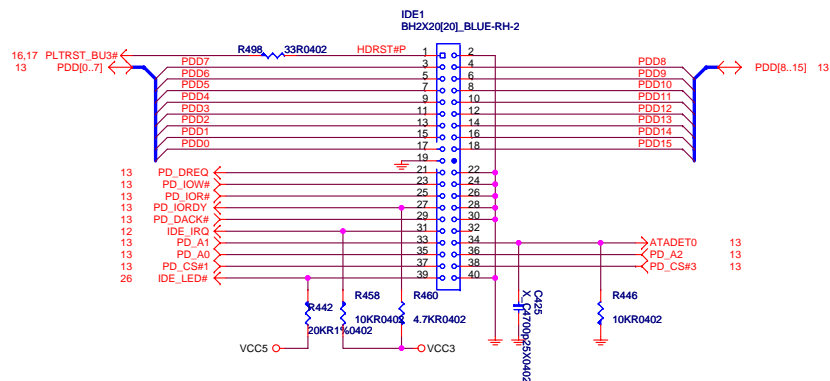 IDE1
BH2X20[20]_BLUE-RH-2
R498 33R0402 HDRST#P 1 2
16,17 PLTRST_BU3#
13 PDD[0..7] PDD7 3 4 PDD8 PDD[8..15] 13
PDD6 5 6 PDD9
PDD5 7 8 PDD10
PDD4 9 10 PDD11
PDD3 11 12 PDD12
PDD2 13 14 PDD13
PDD1 15 16 PDD14
PDD0 17 18 PDD15
19
13 PD_DREQ 21 22
13 PD_IOW# 23 24
13 PD_IOR# 25 26
13 PD_IORDY 27 28
13 PD_DACK# 29 30
12 IDE_IRQ 31 32
13 PD_A1 33 34 ATADET0 13
13 PD_A0 35 36 PD_A2 13
13 PD_CS#1 37 38 PD_CS#3 13
26 IDE_LED# 39 40
R442
20KR1%0402
R458
10KR0402
R460
4.7KR0402
C425
X_C4700p25X0402
R446
10KR0402
VCC5
VCC3